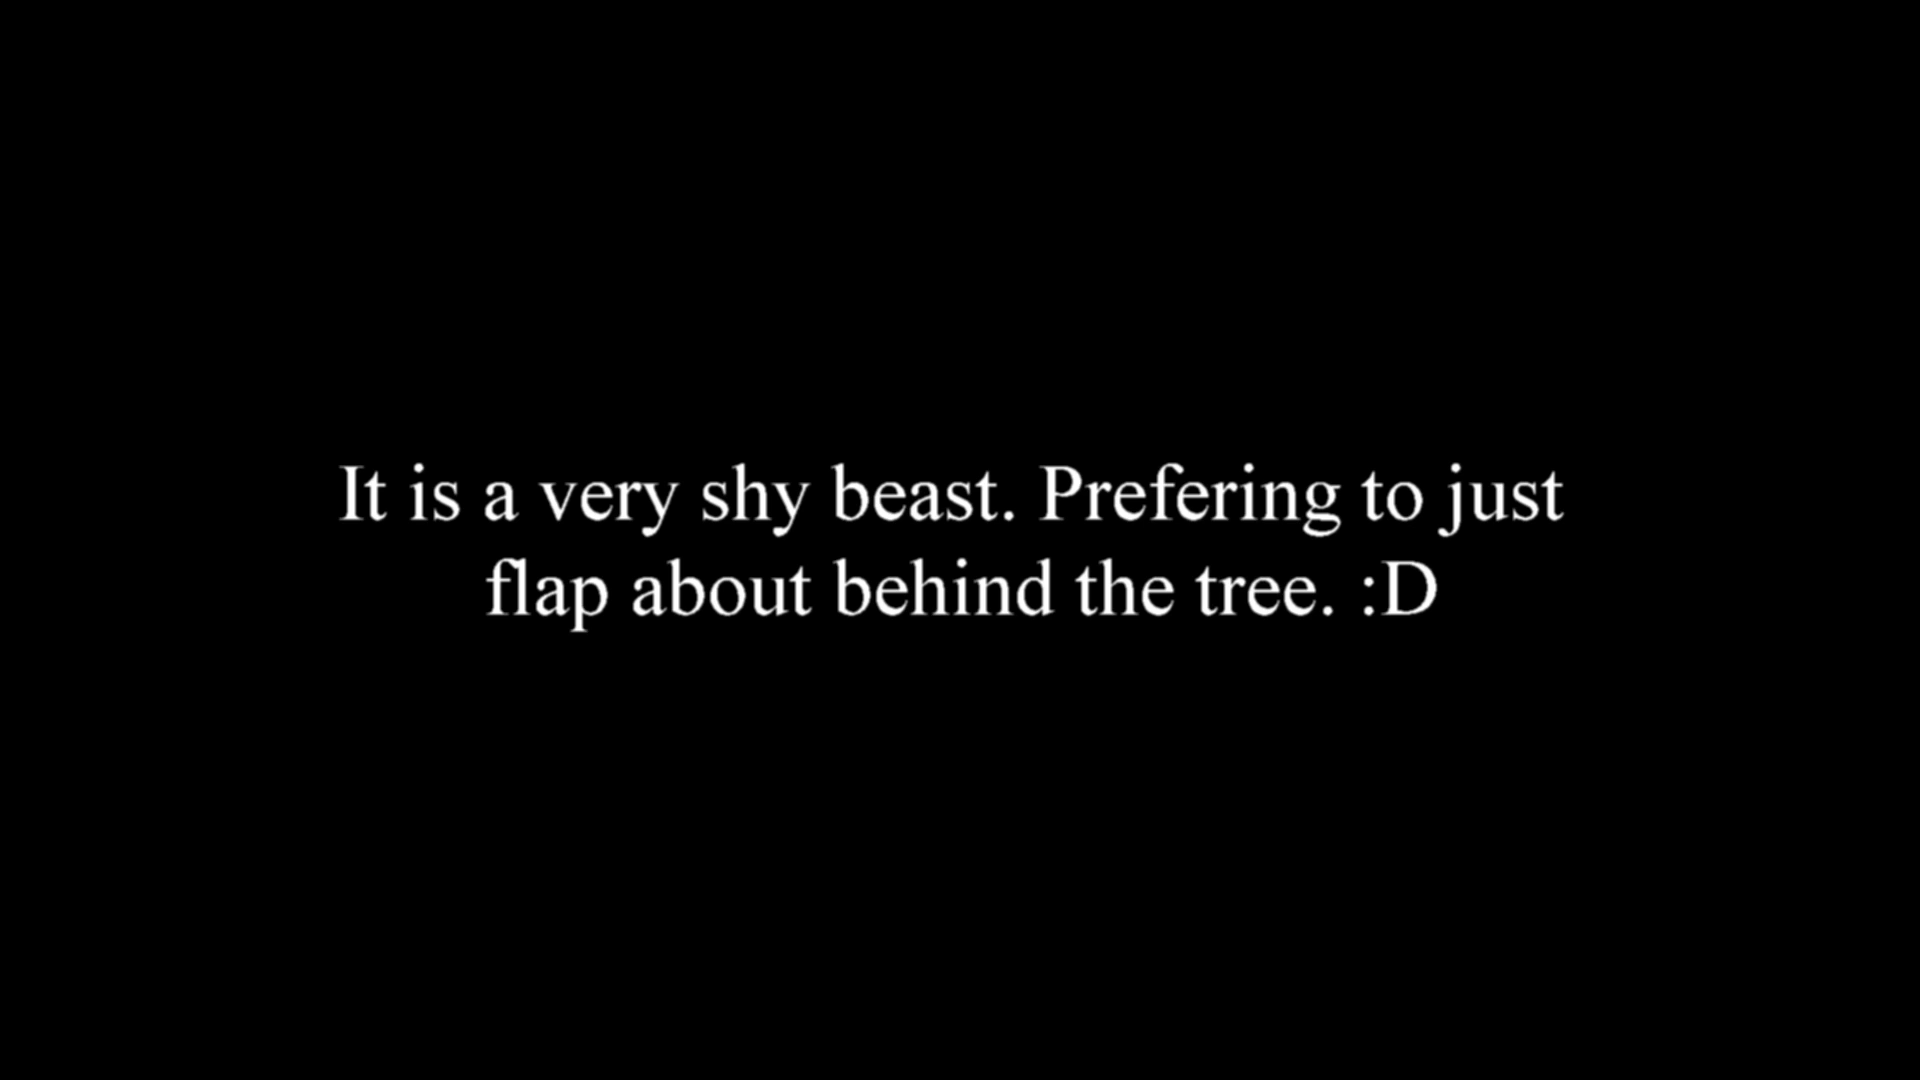 It is a very shy beast. Prefering to just
flap about behind the tree. :D